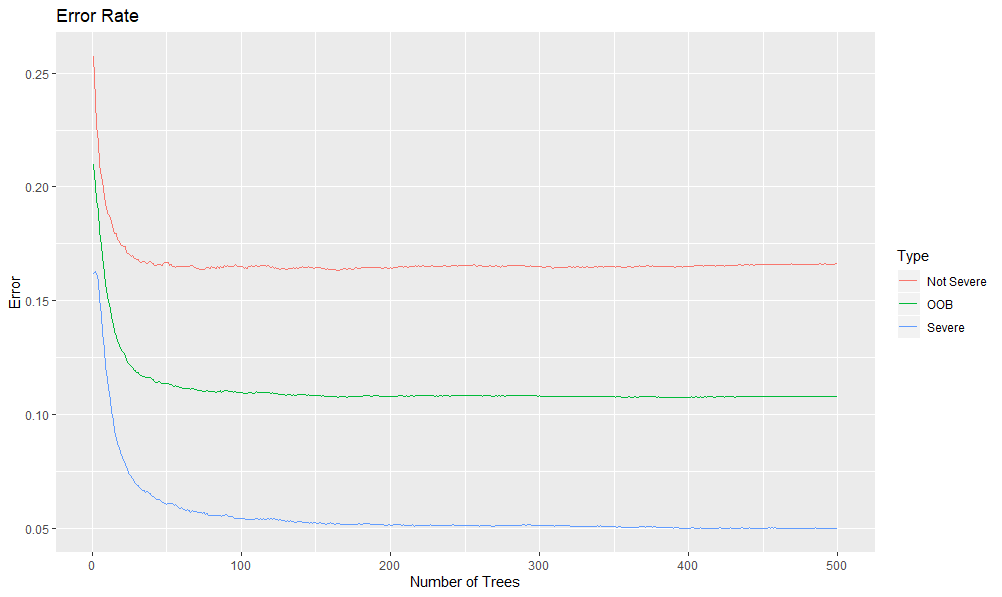 Error Rate
0.25
0.20
0.15
0.10
0.05
Error
0
100
200
300
400
500
Number of Trees
Type
Not Severe
OOB
Severe